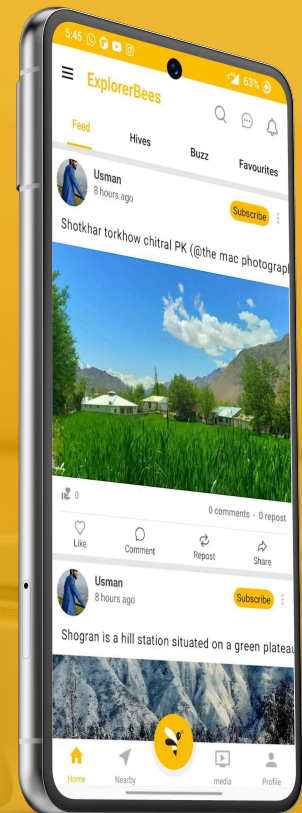 5:45
63%
ExplorerBees
Feed
Hives
Buzz
Favourites
Usman
8 hours ago
Subscribe
Shotkhar torkhow chitral PK (@the mac photograpl
0
0 comments - 0 repost
Like
Comment
Repost
Share
Usman
8 hours ago
Subscribe
Shogran is a hill station situated on a green plateau
Home
Nearby
media
Profile